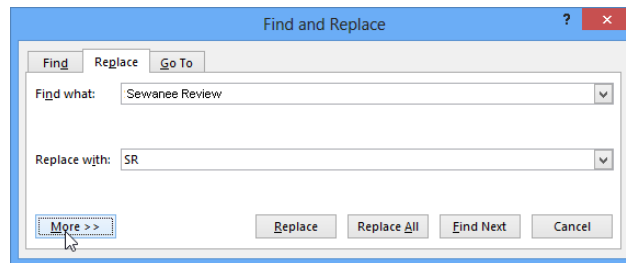 Find and Replace ? ×
Find Replace Go To
Find what: Sewanee Review
Replace with: SR
More >> Replace Replace All Find Next Cancel